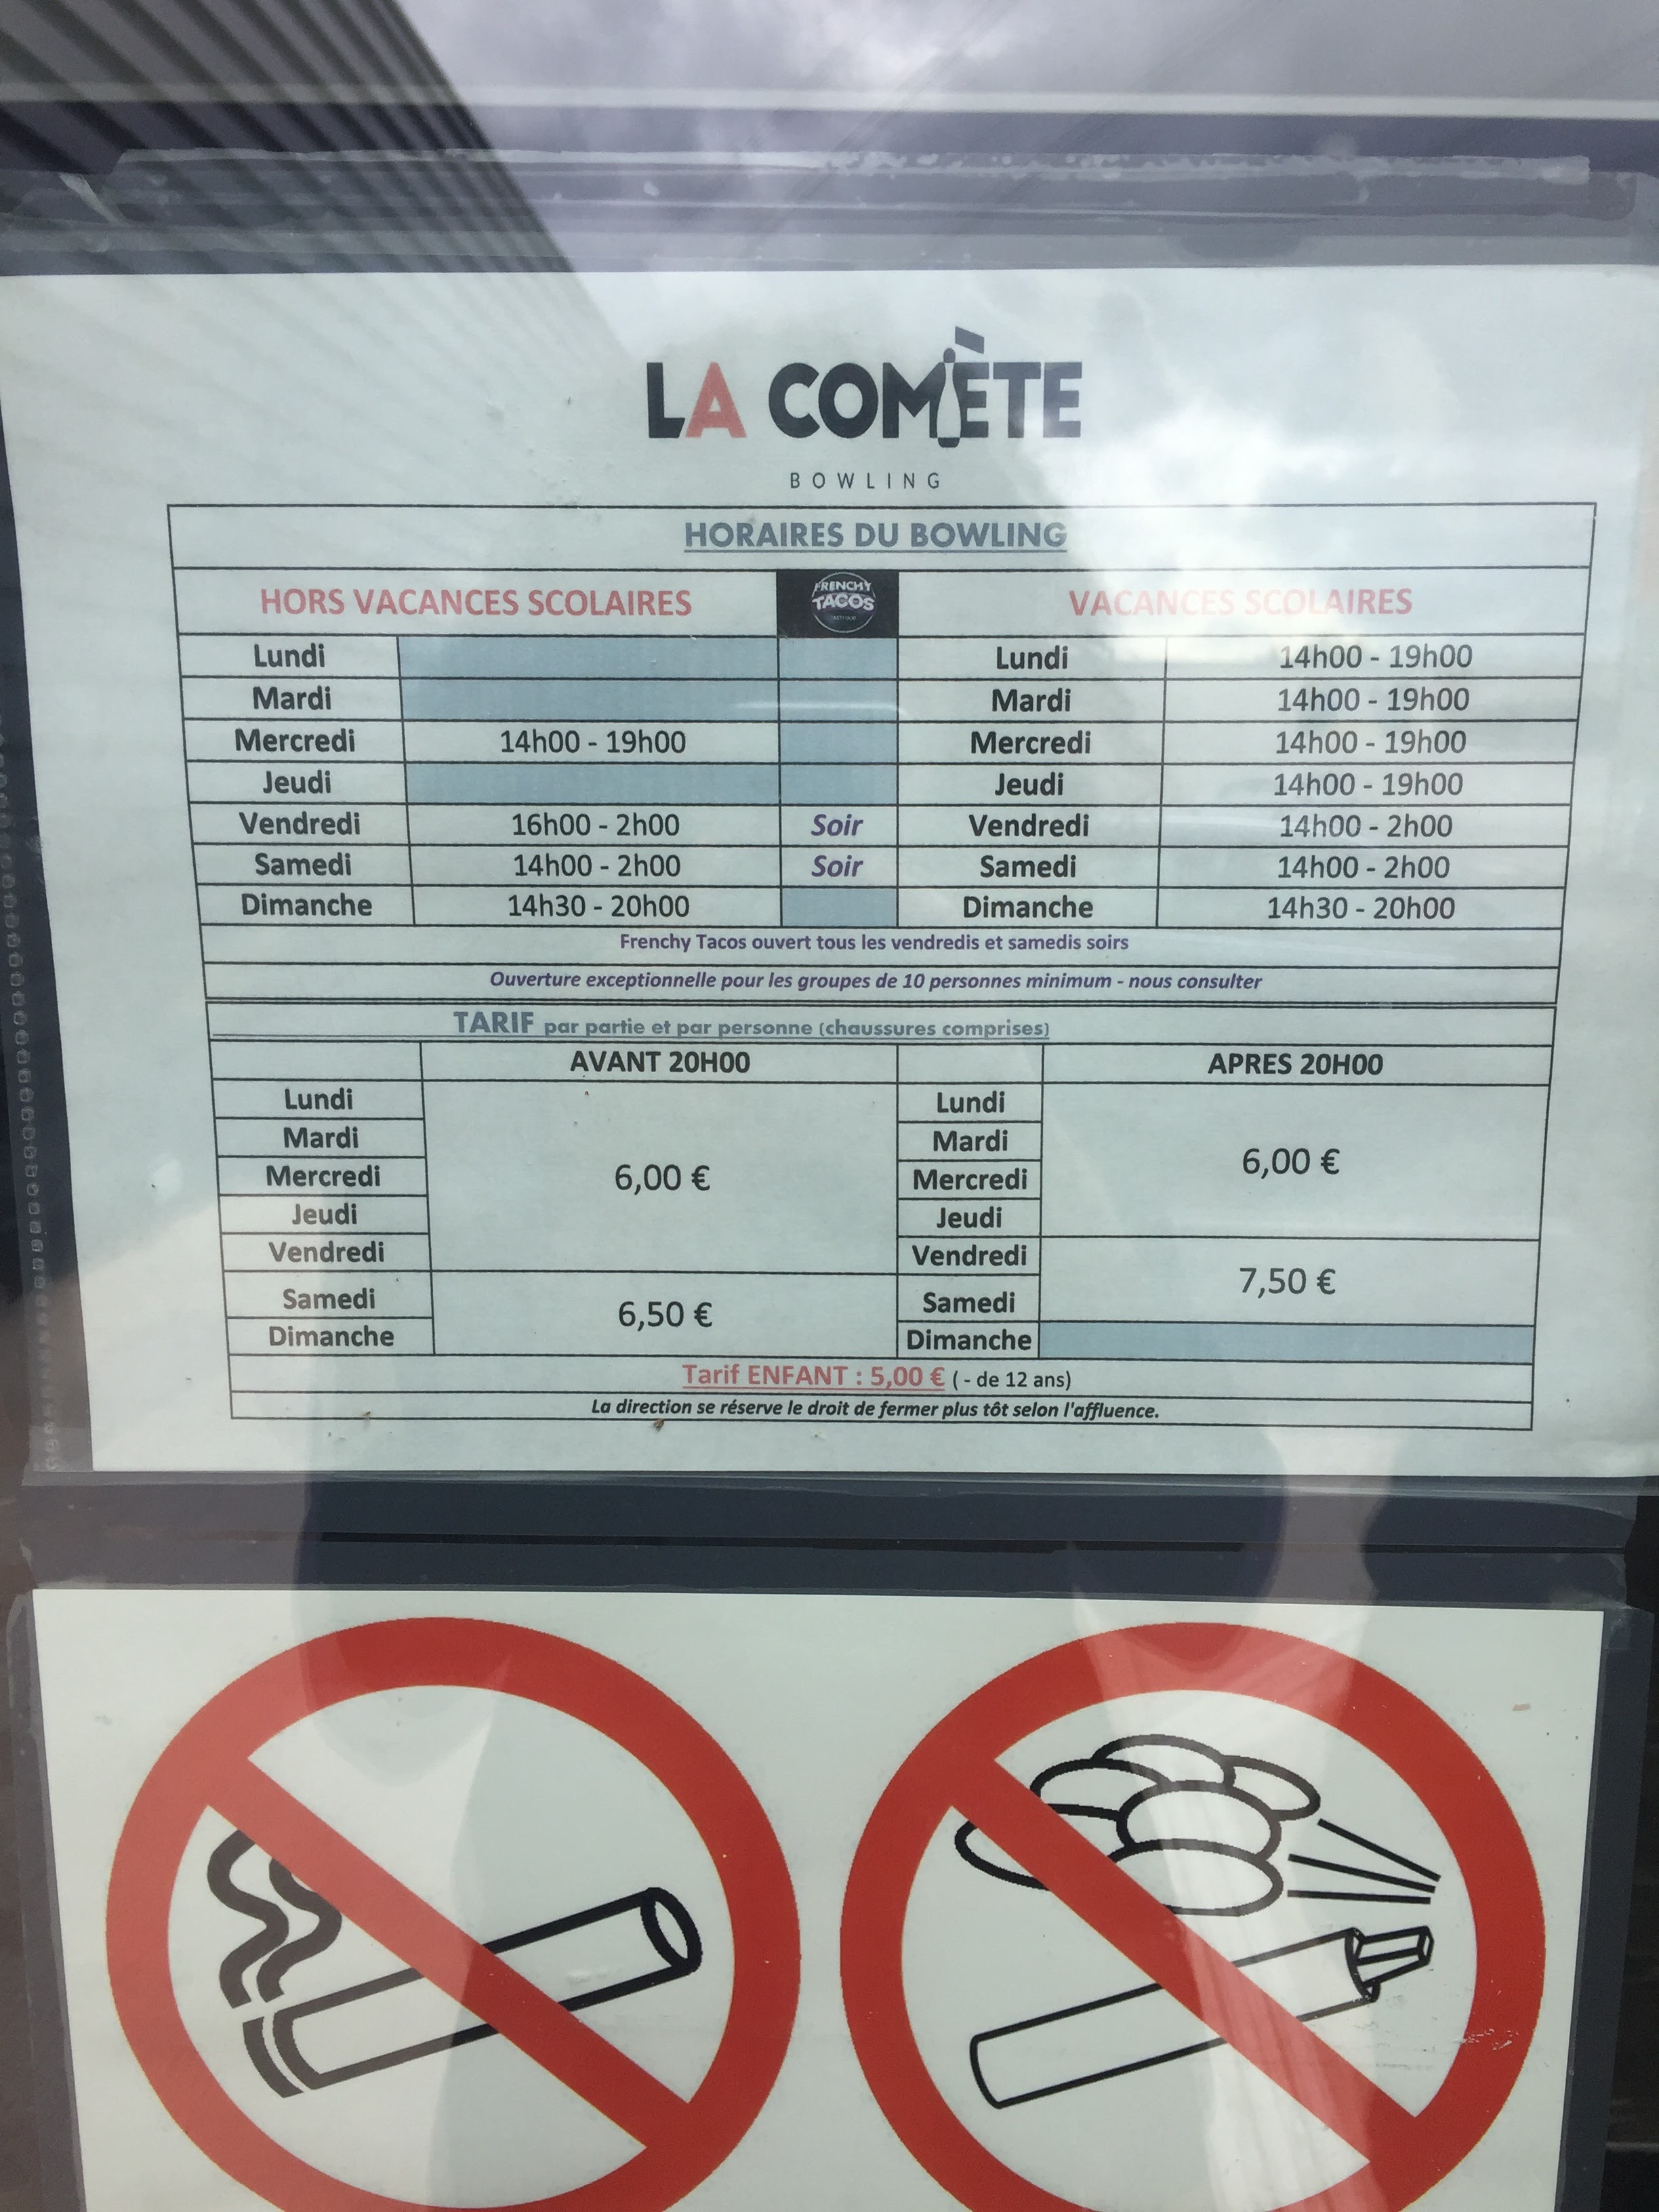 LA COMÈTE
BOWLING
HORAIRES DU BOWLING
HORS VACANCES SCOLAIRES FRENCHY TACOS VACANCES SCOLAIRES
Lundi Lundi 14h00 - 19h00
Mardi Mardi 14h00 - 19h00
Mercredi 14h00 - 19h00 Mercredi 14h00 - 19h00
Jeudi Jeudi 14h00 - 19h00
Vendredi 16h00 - 2h00 Soir Vendredi 14h00 - 2h00
Samedi 14h00 - 2h00 Soir Samedi 14h00 - 2h00
Dimanche 14h30 - 20h00 Dimanche 14h30 - 20h00
Frenchy Tacos ouvert tous les vendredis et samedis soirs
Ouverture exceptionnelle pour les groupes de 10 personnes minimum - nous consulter
TARIF par partie et par personne (chaussures comprises)
AVANT 20H00 APRES 20H00
Lundi Lundi
Mardi Mardi
Mercredi 6,00 € Mercredi 6,00 €
Jeudi Jeudi
Vendredi Vendredi
Samedi 6,50 € Samedi 7,50 €
Dimanche Dimanche
Tarif ENFANT : 5,00 € ( - de 12 ans)
La direction se réserve le droit de fermer plus tôt selon l'affluence.